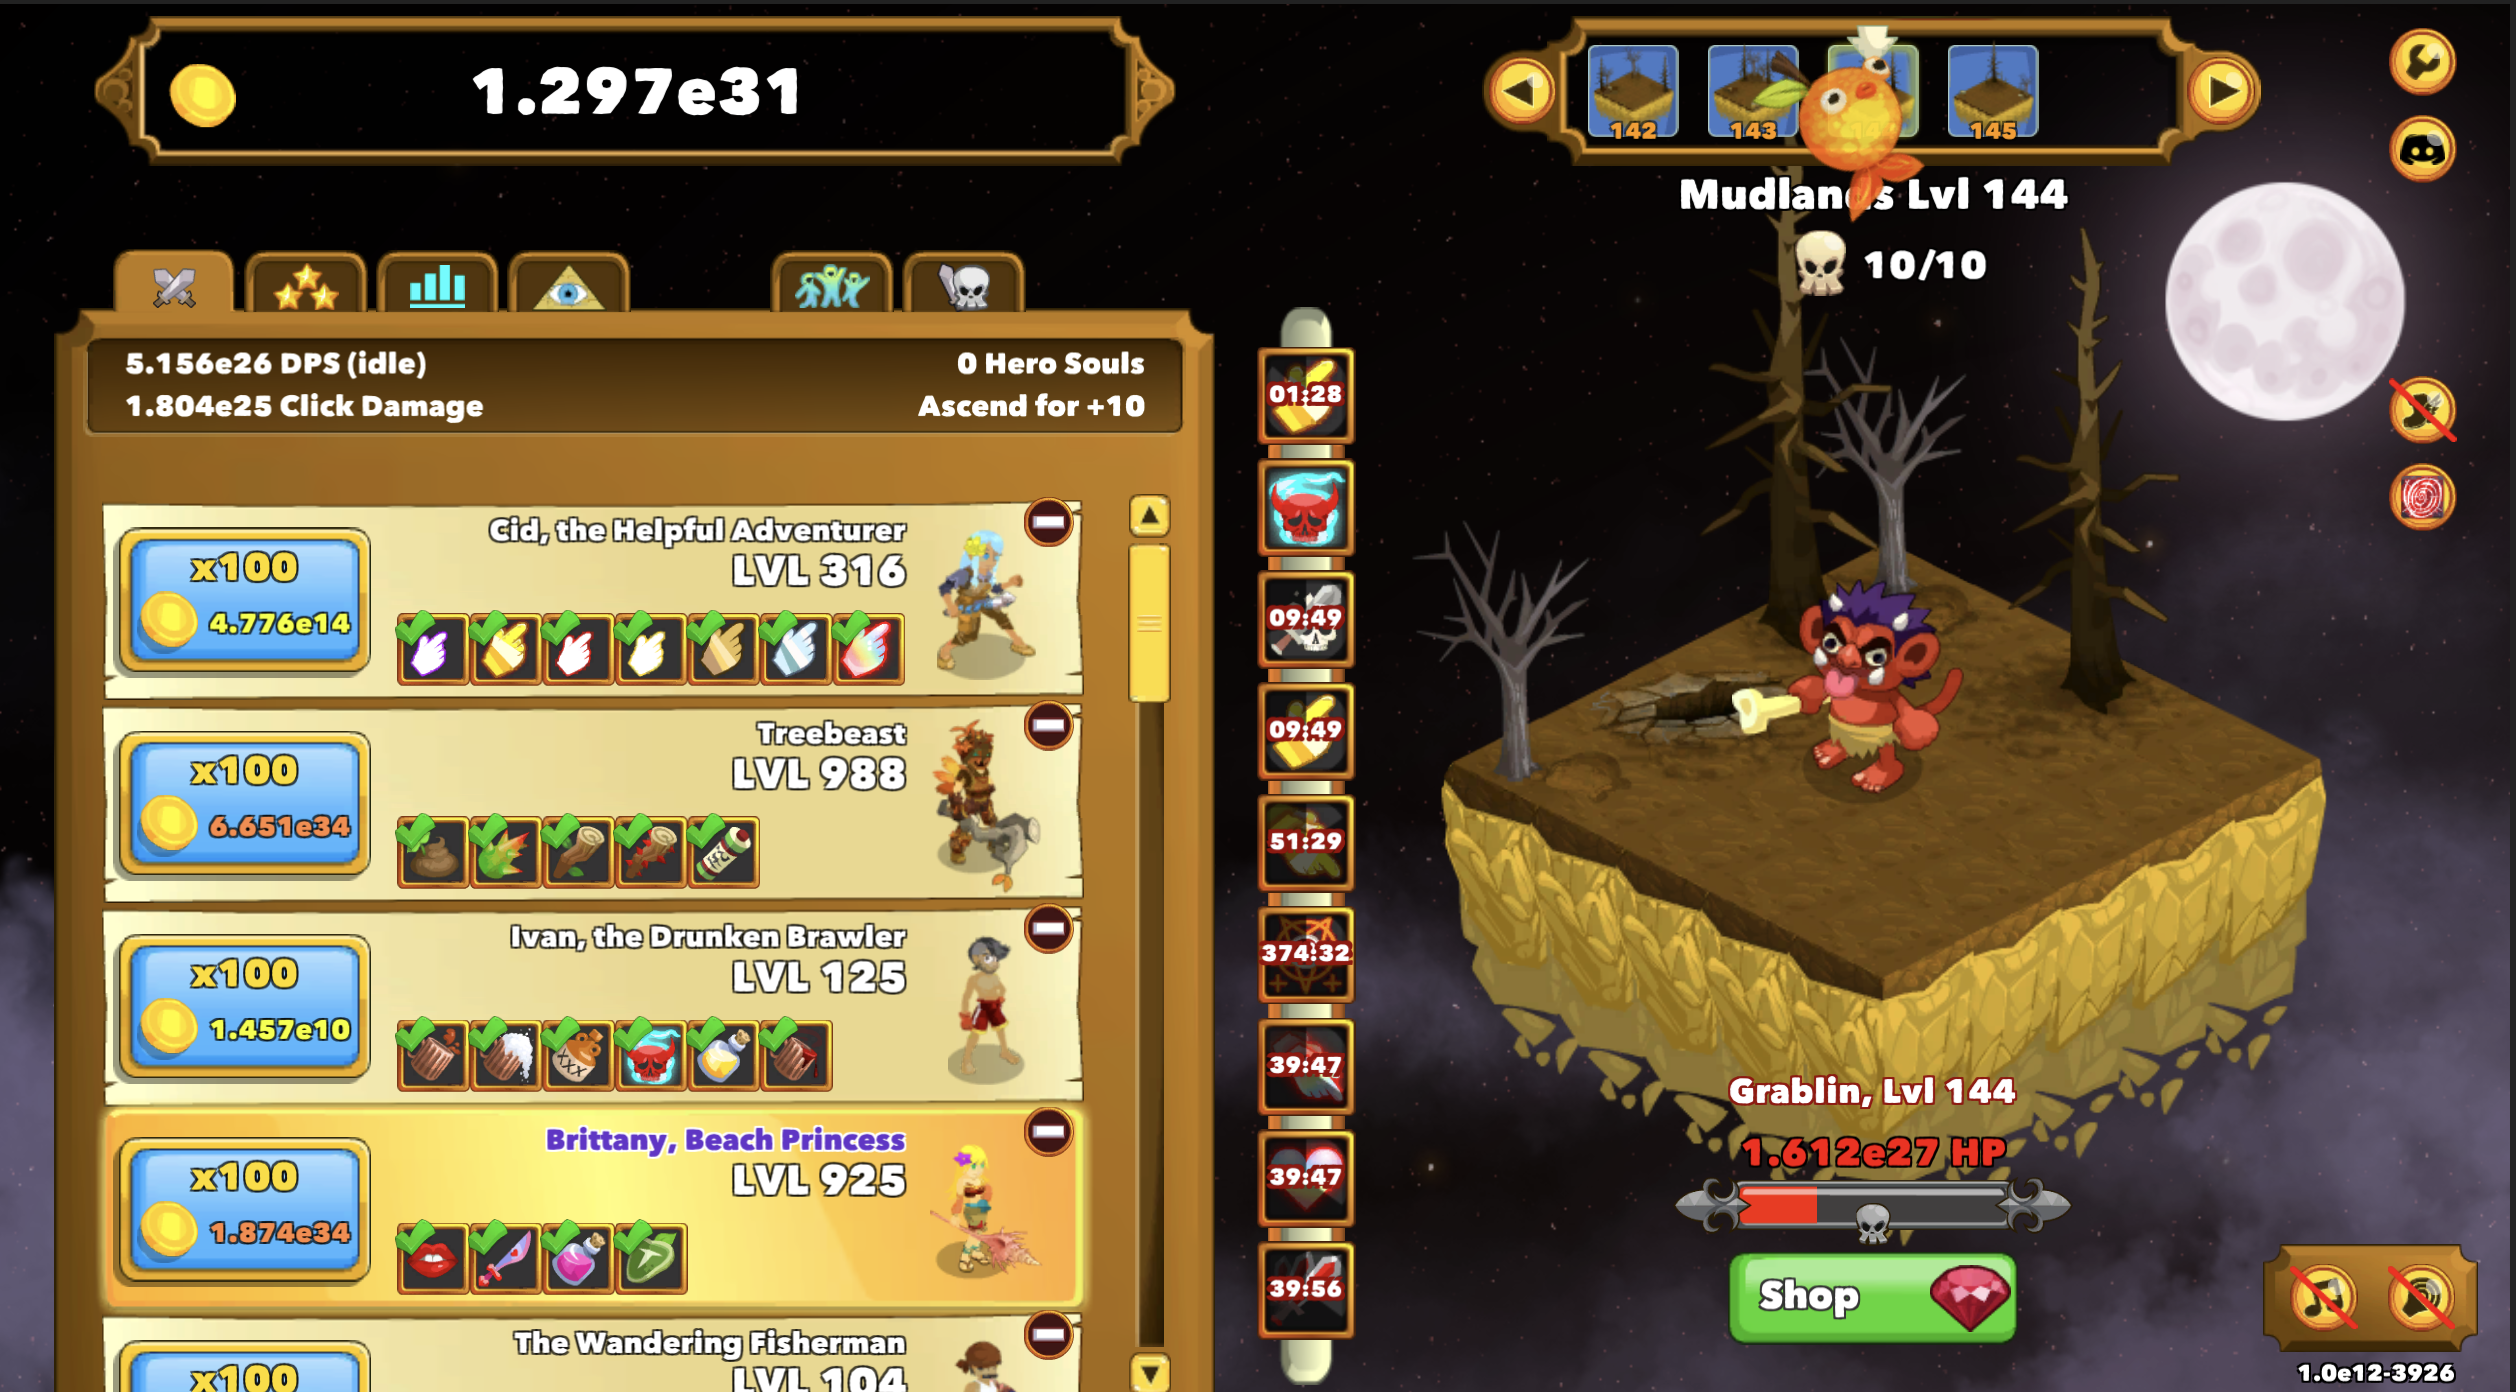 1.297e31
142
143
145
Mudlands Lvl 144
10/10
5.156e26 DPS (idle)
0 Hero Souls
1.804e25 Click Damage
Ascend for +10
Cid, the Helpful Adventurer
LVL 316
x100
4.776e14
Treebeast
LVL 988
x100
6.651e34
Ivan, the Drunken Brawler
LVL 125
x100
1.457e10
XXX
Brittany, Beach Princess
LVL 925
x100
1.874e34
The Wandering Fisherman
LVL 104
x100
01:28
09:49
09:49
51:29
374:32
39:47
39:47
39:56
Grablin, Lvl 144
1.612e27 HP
Shop
1.0e12-3926